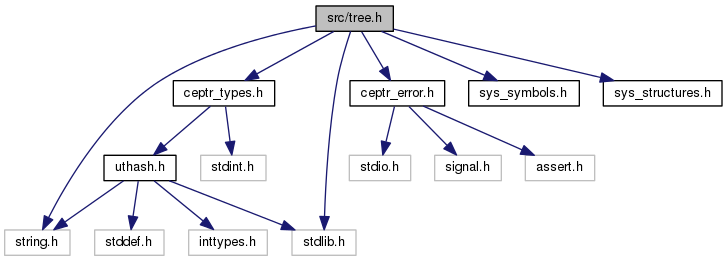 src/tree.h
ceptr_types.h
ceptr_error.h
sys_symbols.h
sys_structures.h
uthash.h
stdint.h
stdio.h
signal.h
assert.h
string.h
stddef.h
inttypes.h
stdlib.h